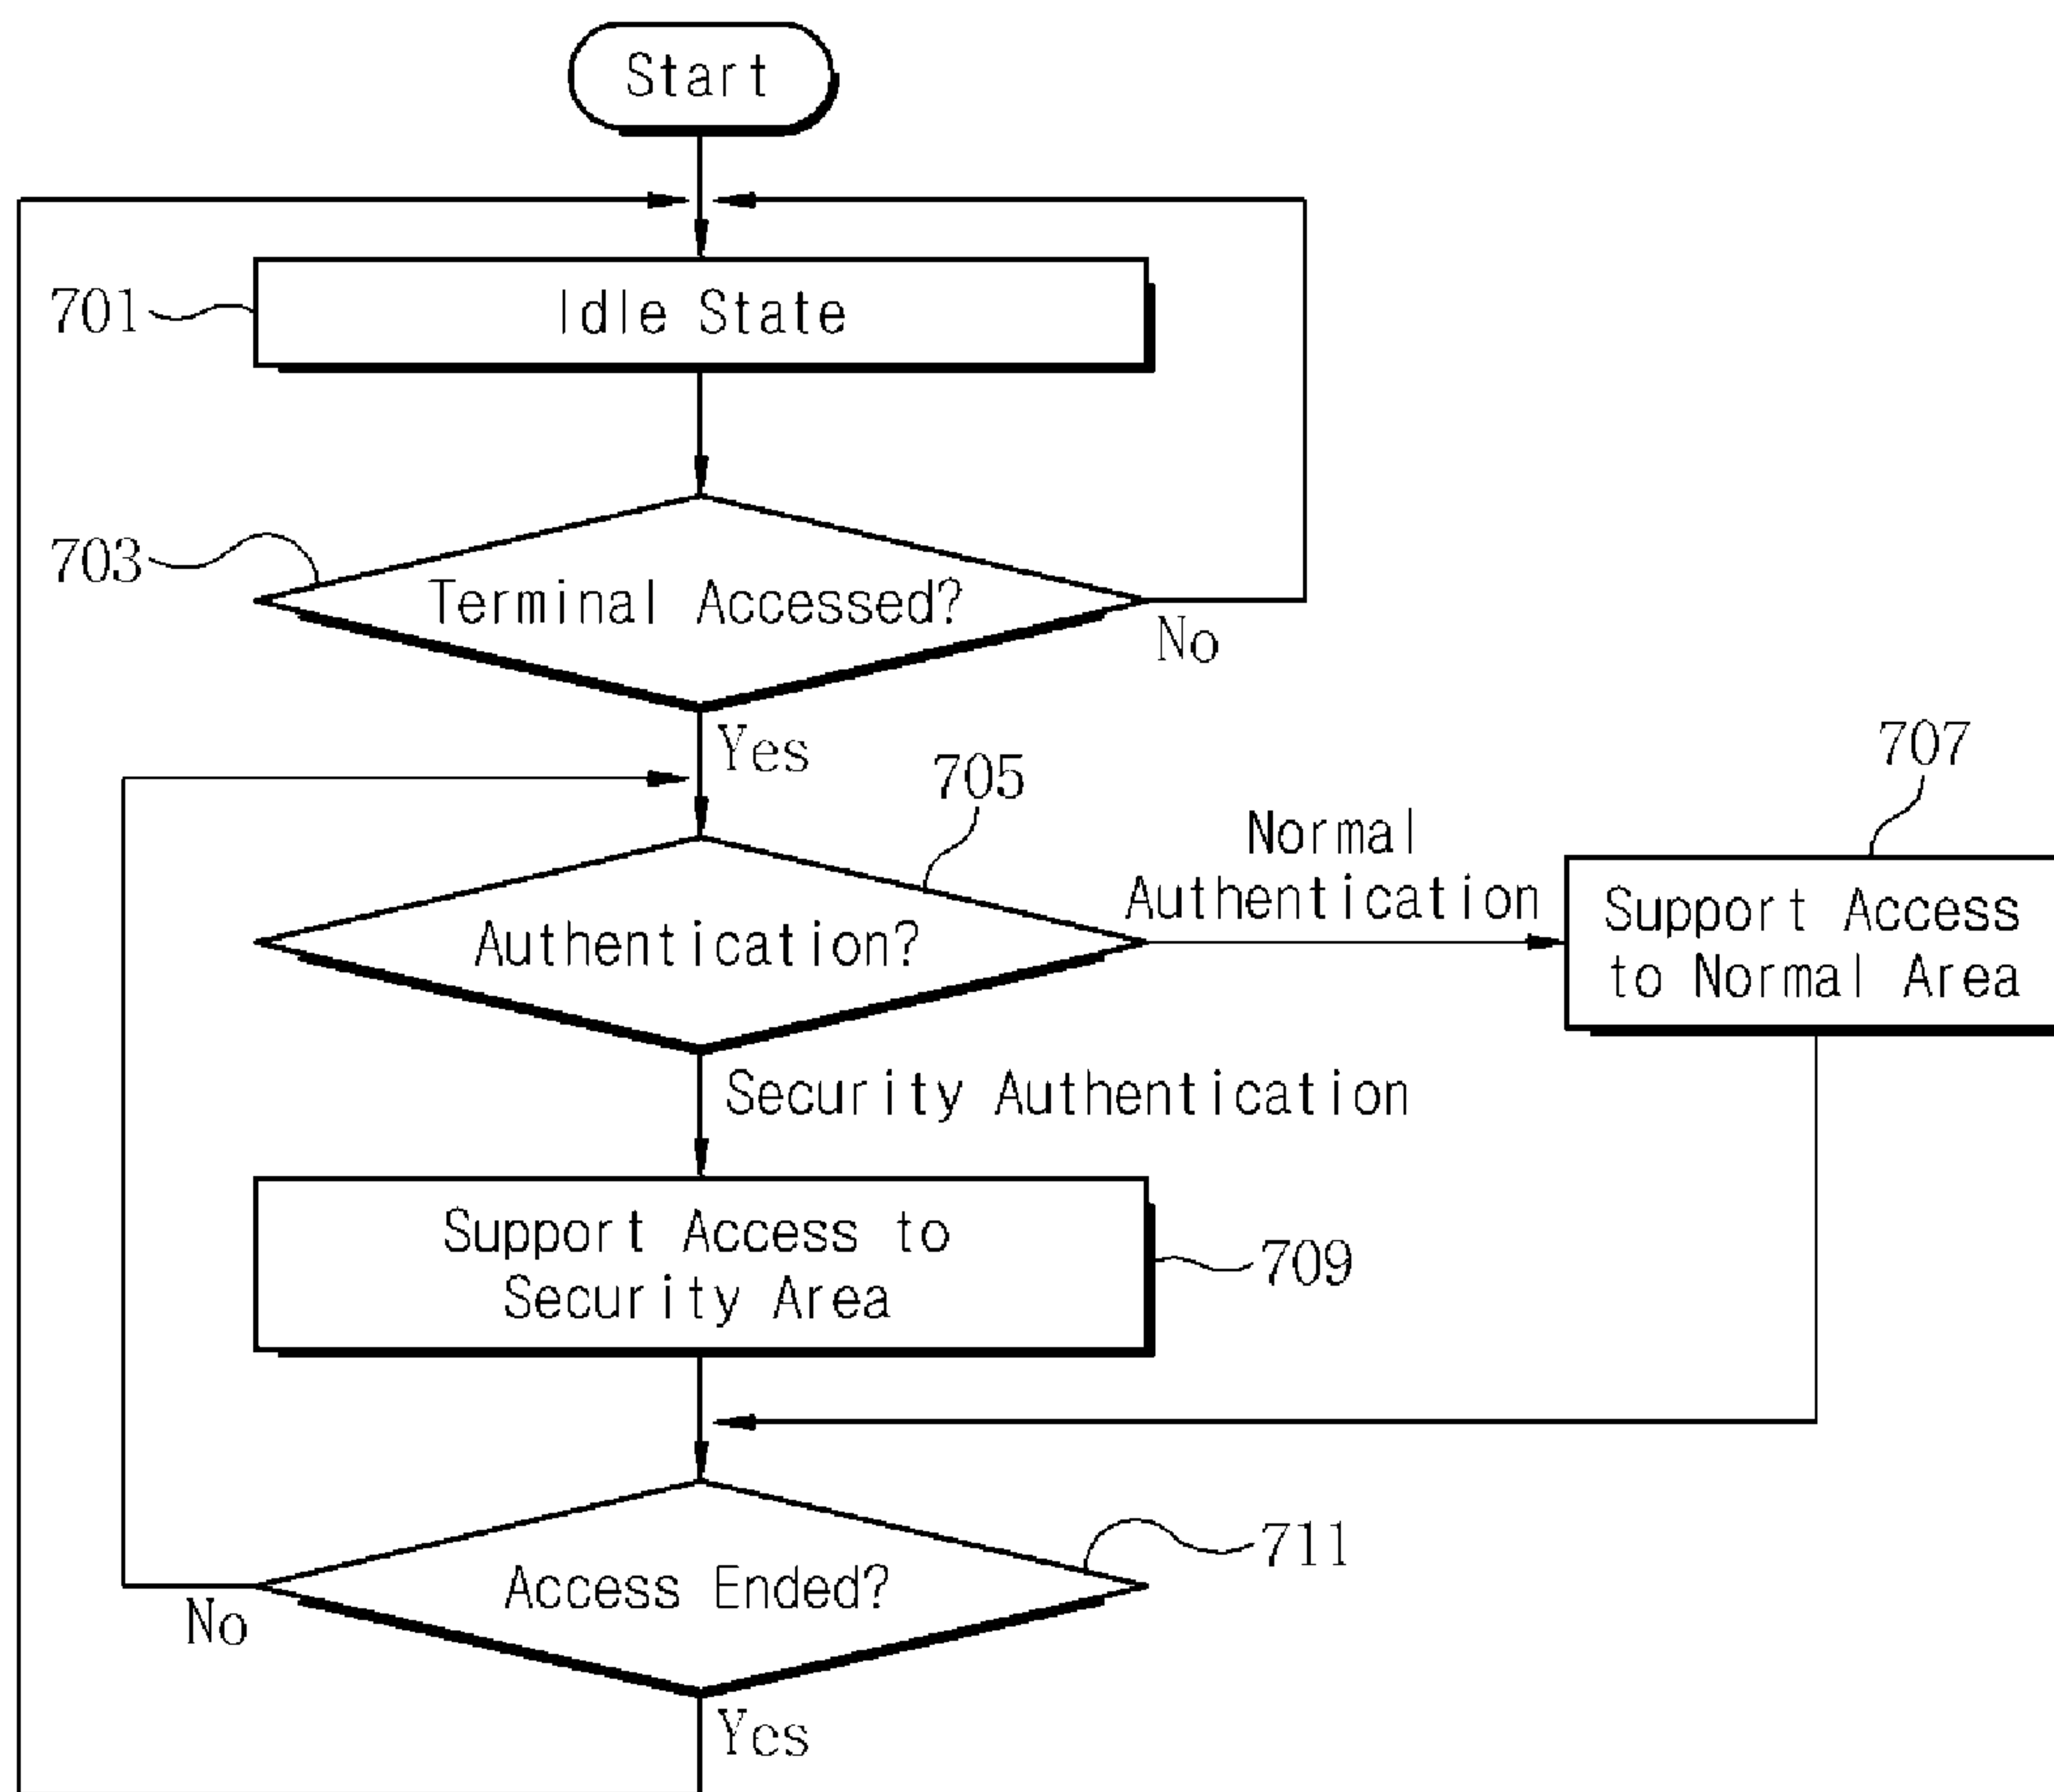 Start
701
Idle State
703
Terminal Accessed?
No
Yes
705
707
Normal
Authentication
Authentication?
Support Access
to Normal Area
Security Authentication
Support Access to
Security Area
709
711
Access Ended?
No
Yes